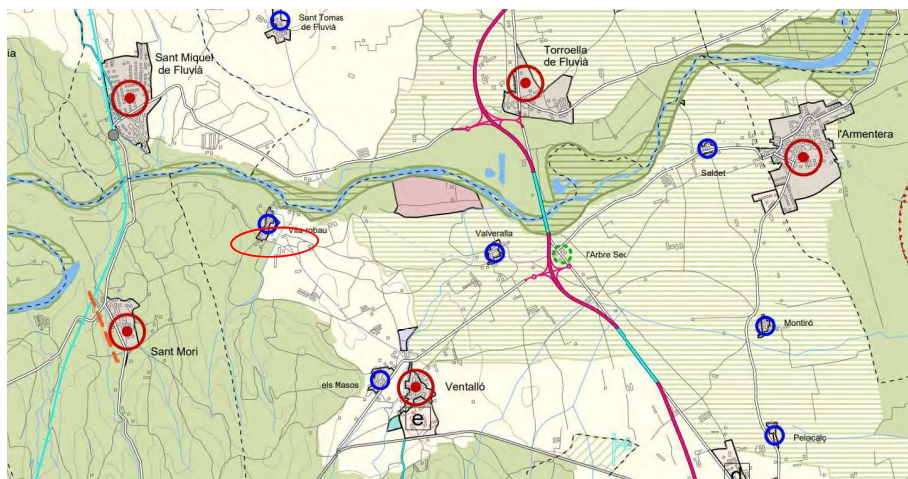 Sant Tomàs
de Fluvià
Sant Miquel
de Fluvià
Torroella
de Fluvià
ia
l'Armentera
Saldet
Vila-robau
Valveralla
l'Arbre Sec
Montiró
Sant Mori
els Masos
Ventalló
e
Pelacalç
d